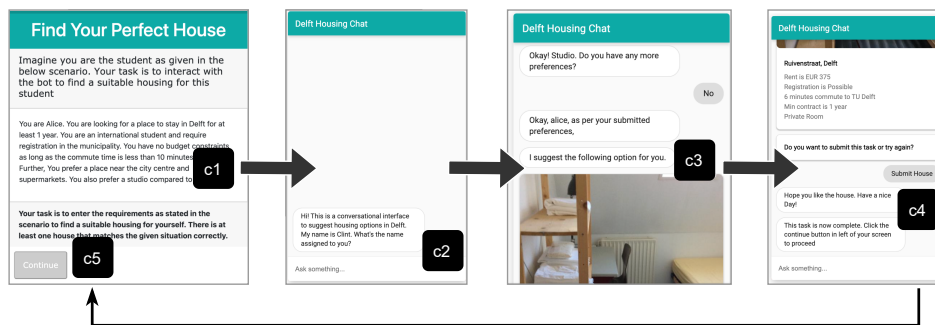 Find Your Perfect House
Imagine you are the student as given in the
below scenario. Your task is to interact with
the bot to find a suitable housing for this
student
You are Alice. You are looking for a place to stay in Delft for at
least 1 year. You are an international student and require
registration in the municipality. You have no budget constraints
as long as the commute time is less than 10 minutes
Further, You prefer a place near the city centre and
supermarkets. You also prefer a studio compared to
c1
Your task is to enter the requirements as stated in the
scenario to find a suitable housing for yourself. There is at
least one house that matches the given situation correctly.
Continue
c5
Delft Housing Chat
Hi! This is a conversational interface
to suggest housing options in Delft.
My name is Clint. What's the name
assigned to you?
c2
Ask something...
Delft Housing Chat
Okay! Studio. Do you have any more
preferences?
No
Okay, alice, as per your submitted
preferences,
I suggest the following option for you.
c3
Delft Housing Chat
Ruivenstraat, Delft
Rent is EUR 375
Registration is Possible
6 minutes commute to TU Delft
Min contract is 1 year
Private Room
Do you want to submit this task or try again?
Submit House
Hope you like the house. Have a nice
Day!
c4
This task is now complete. Click the
continue button in left of your screen
to proceed
Ask something...